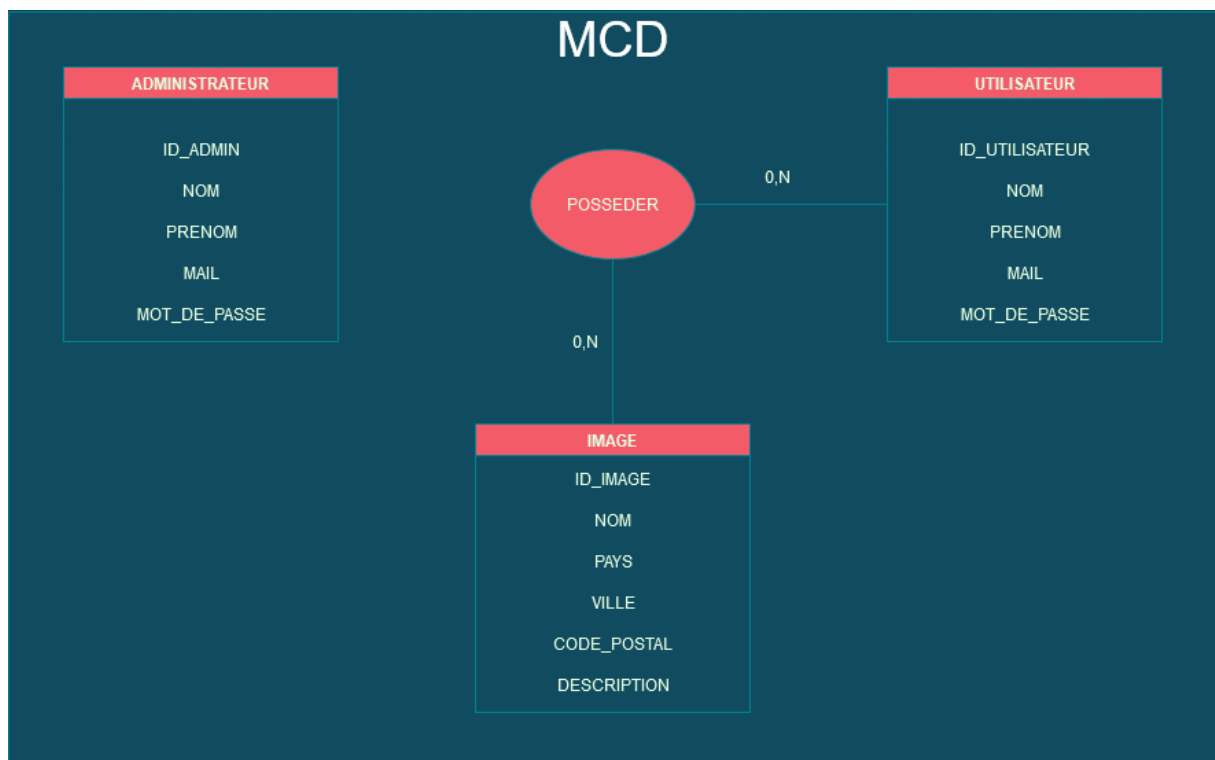 MCD
ADMINISTRATEUR
ID_ADMIN
NOM
PRENOM
MAIL
MOT_DE_PASSE
POSSEDER
0,N
0,N
UTILISATEUR
ID_UTILISATEUR
NOM
PRENOM
MAIL
MOT_DE_PASSE
IMAGE
ID_IMAGE
NOM
PAYS
VILLE
CODE_POSTAL
DESCRIPTION